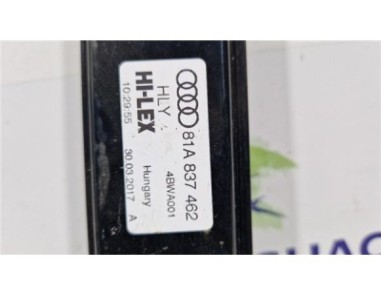 81A 837 462
HLY 4BWA001
HI-LEX Hungary
10:29:55 30.03.2017 A